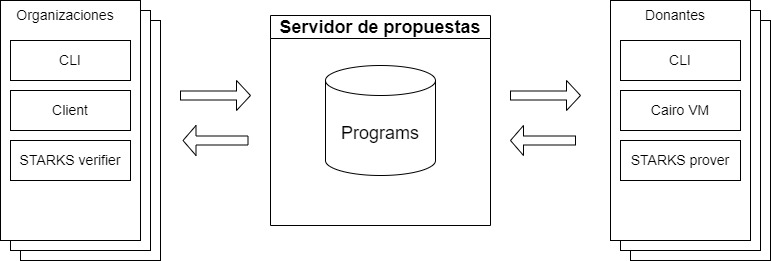 Organizaciones
CLI
Client
STARKS verifier
Servidor de propuestas
Programs
Donantes
CLI
Cairo VM
STARKS prover